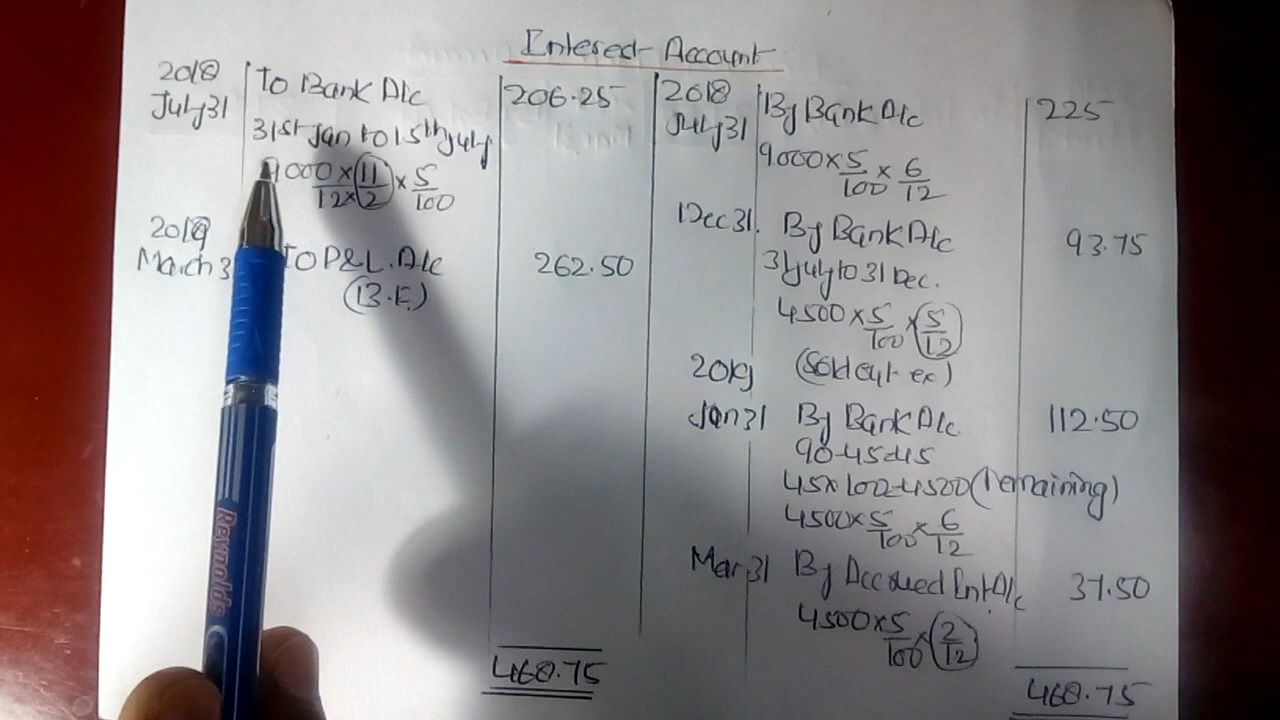 Interest Account
2018
July 31
To Bank A/c
206.25
31st Jan to 15th July
9000 × 11 × 5
12 × 2 100
2019
March 3
To P&L. A/c
262.50
(B.F)
468.75
2018
July 31
By Bank A/c
225
9000 × 5 × 6
100 12
Dec 31.
By Bank A/c
93.75
31 July to 31 Dec.
4500 × 5 × 5
100 12
(Sold cut ex)
2019
Jan 31
By Bank A/c
112.50
90-45=45
45×100=4500 (remaining)
4500 × 5 × 6
100 12
Mar 31
By Accrued Int A/c
37.50
4500 × 5 × 2
100 12
468.75
Reynolds